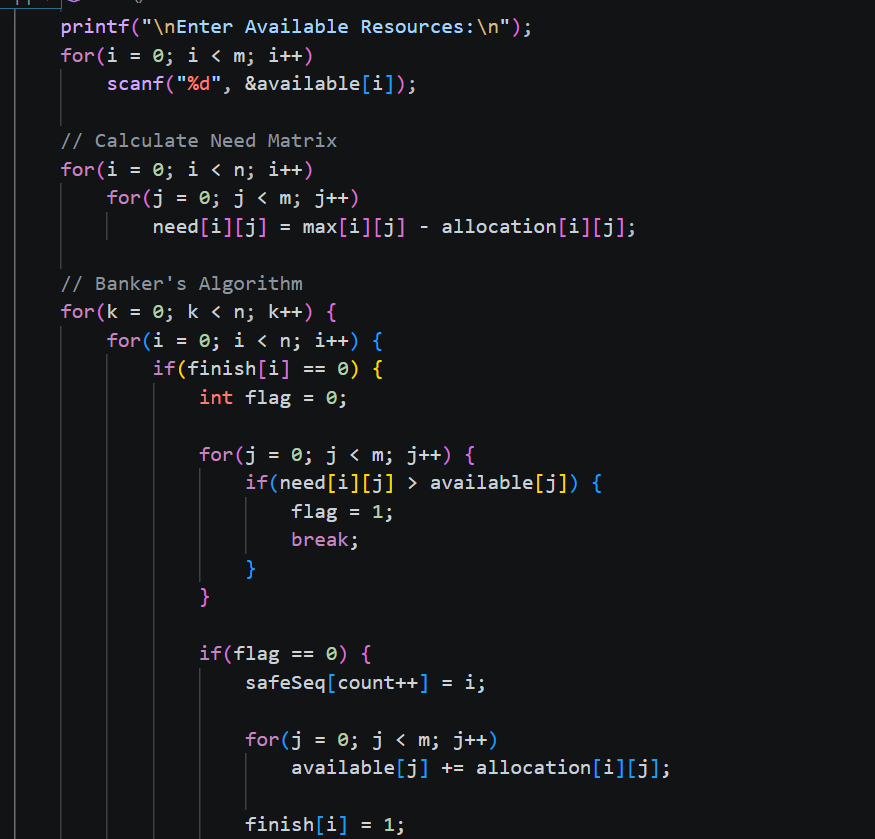 printf("\nEnter Available Resources:\n");
for(i = 0; i < m; i++)
scanf("%d", &available[i]);
// Calculate Need Matrix
for(i = 0; i < n; i++)
for(j = 0; j < m; j++)
need[i][j] = max[i][j] - allocation[i][j];
// Banker's Algorithm
for(k = 0; k < n; k++) {
for(i = 0; i < n; i++) {
if(finish[i] == 0) {
int flag = 0;
for(j = 0; j < m; j++) {
if(need[i][j] > available[j]) {
flag = 1;
break;
}
}
if(flag == 0) {
safeSeq[count++] = i;
for(j = 0; j < m; j++)
available[j] += allocation[i][j];
finish[i] = 1;